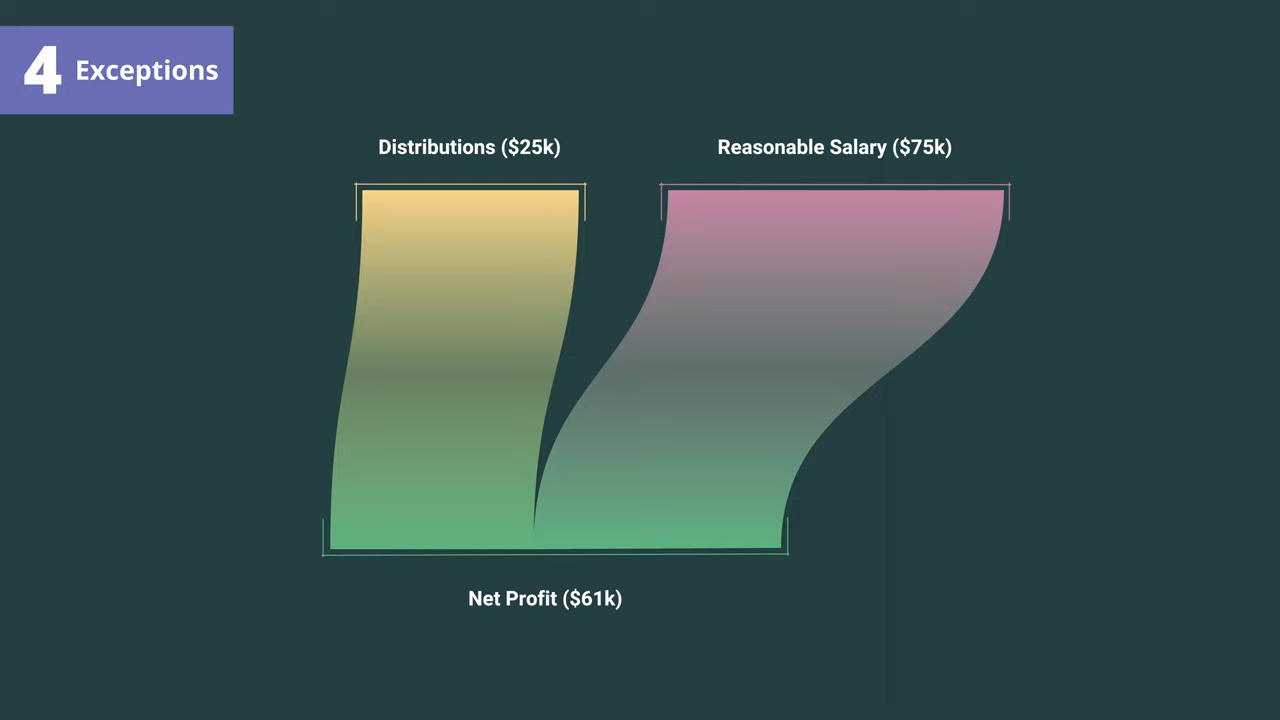 4 Exceptions
Distributions ($25k) Reasonable Salary ($75k)
Net Profit ($61k)